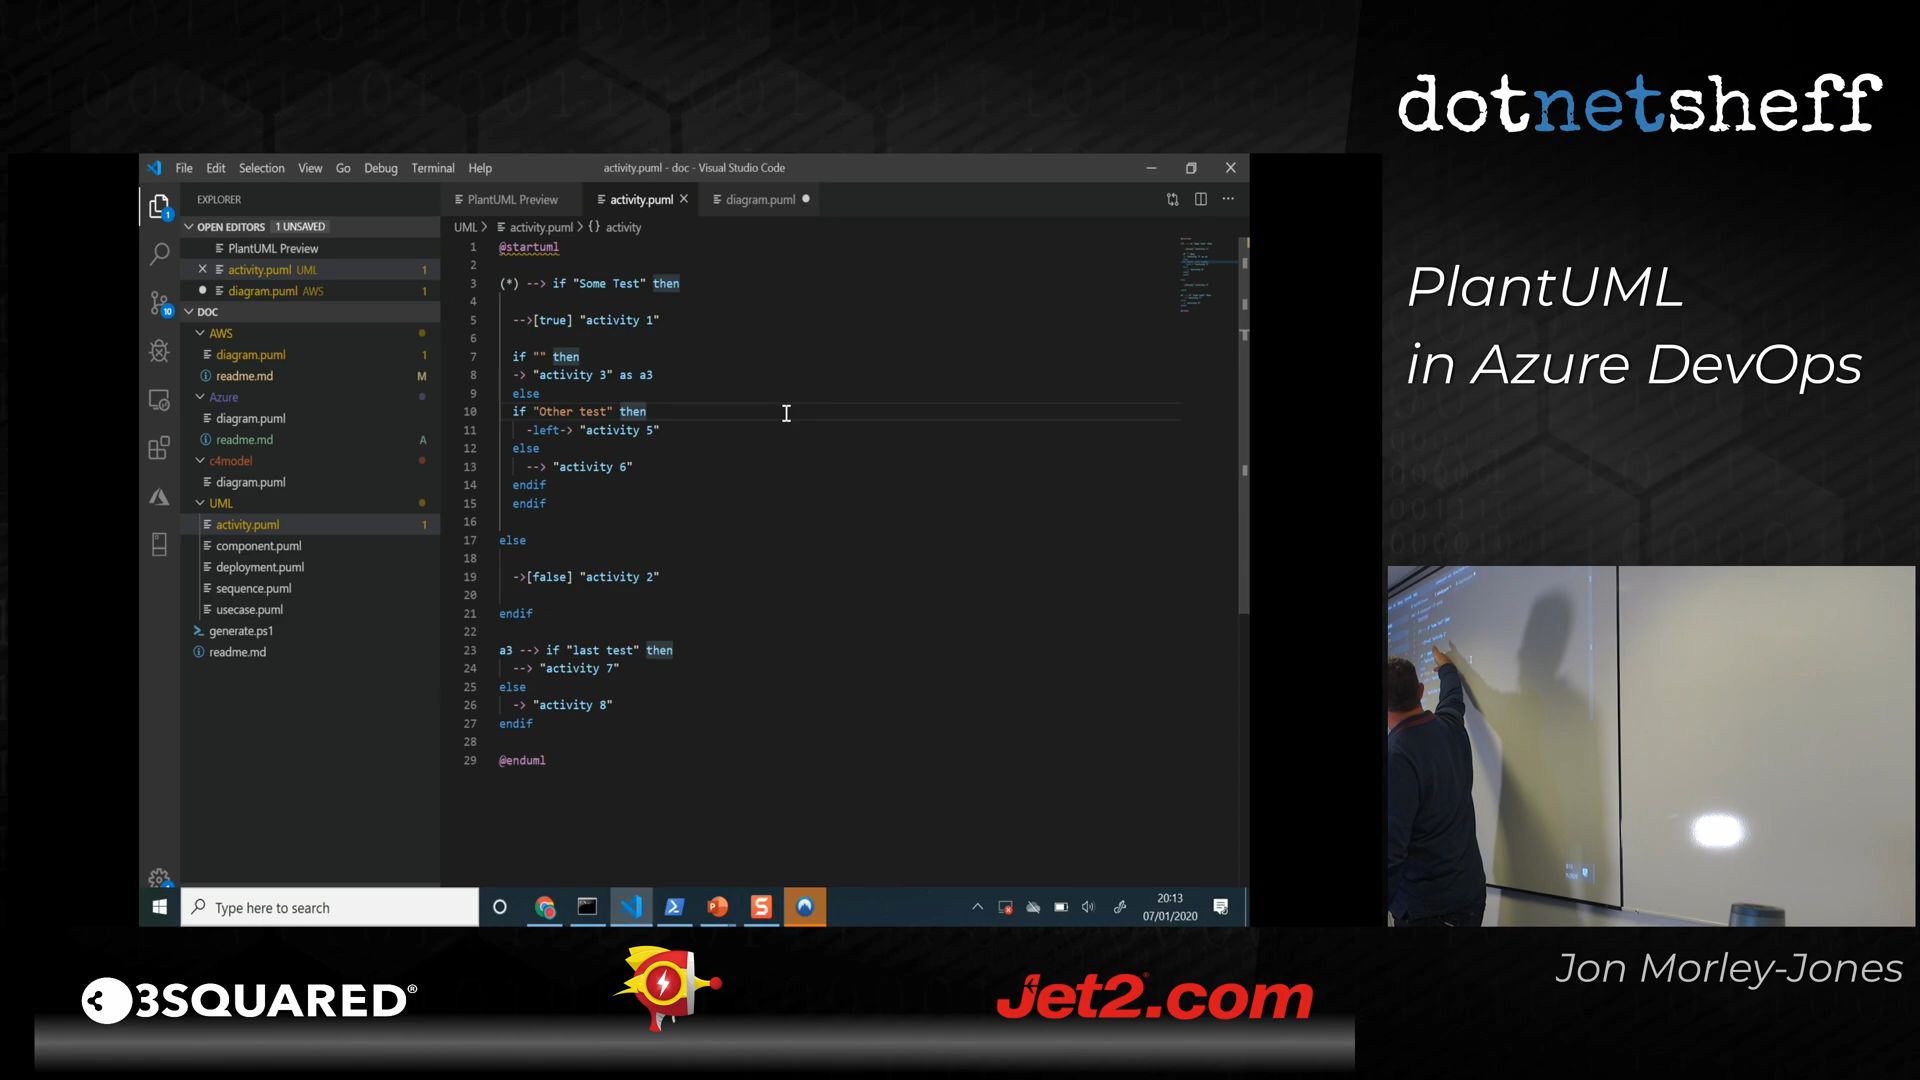 dotnetsheff
PlantUML
in Azure DevOps
File Edit Selection View Go Debug Terminal Help
activity.puml - doc - Visual Studio Code
EXPLORER
PlantUML Preview
activity.puml
diagram.puml
OPEN EDITORS 1 UNSAVED
UML > activity.puml > {} activity
PlantUML Preview
activity.puml UML 1
diagram.puml AWS 1
DOC
AWS
diagram.puml 1
readme.md M
Azure
diagram.puml
readme.md A
c4model
diagram.puml
UML
activity.puml 1
component.puml
deployment.puml
sequence.puml
usecase.puml
generate.ps1
readme.md
1
10
1 @startuml
2
3 (*) --> if "Some Test" then
4
5 -->[true] "activity 1"
6
7 if "" then
8 -> "activity 3" as a3
9 else
10 if "Other test" then
11 -left-> "activity 5"
12 else
13 --> "activity 6"
14 endif
15 endif
16
17 else
18
19 ->[false] "activity 2"
20
21 endif
22
23 a3 --> if "last test" then
24 --> "activity 7"
25 else
26 -> "activity 8"
27 endif
28
29 @enduml
Type here to search
20:13
07/01/2020
3SQUARED®
Jet2.com
Jon Morley-Jones